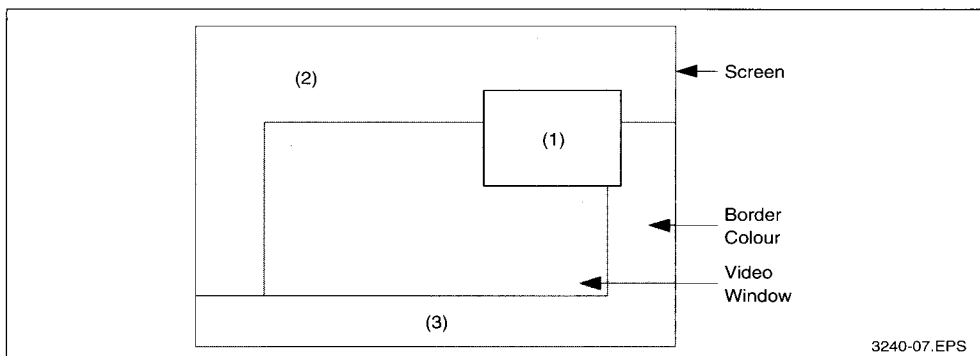 (2)
Screen
(1)
Border
Colour
Video
Window
(3)
3240-07.EPS